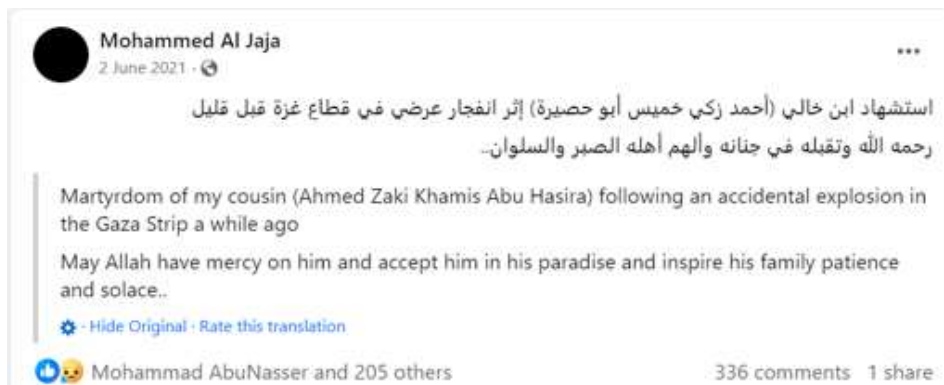 Mohammed Al Jaja
2 June 2021 ·
استشهاد ابن خالي (أحمد زكي خميس أبو حصيرة) إثر انفجار عرضي في قطاع غزة قبل قليل
رحمه الله وتقبله في جنانه وألهم أهله الصبر والسلوان..
Martyrdom of my cousin (Ahmed Zaki Khamis Abu Hasira) following an accidental explosion in
the Gaza Strip a while ago
May Allah have mercy on him and accept him in his paradise and inspire his family patience
and solace..
· Hide Original · Rate this translation
Mohammad AbuNasser and 205 others 336 comments 1 share